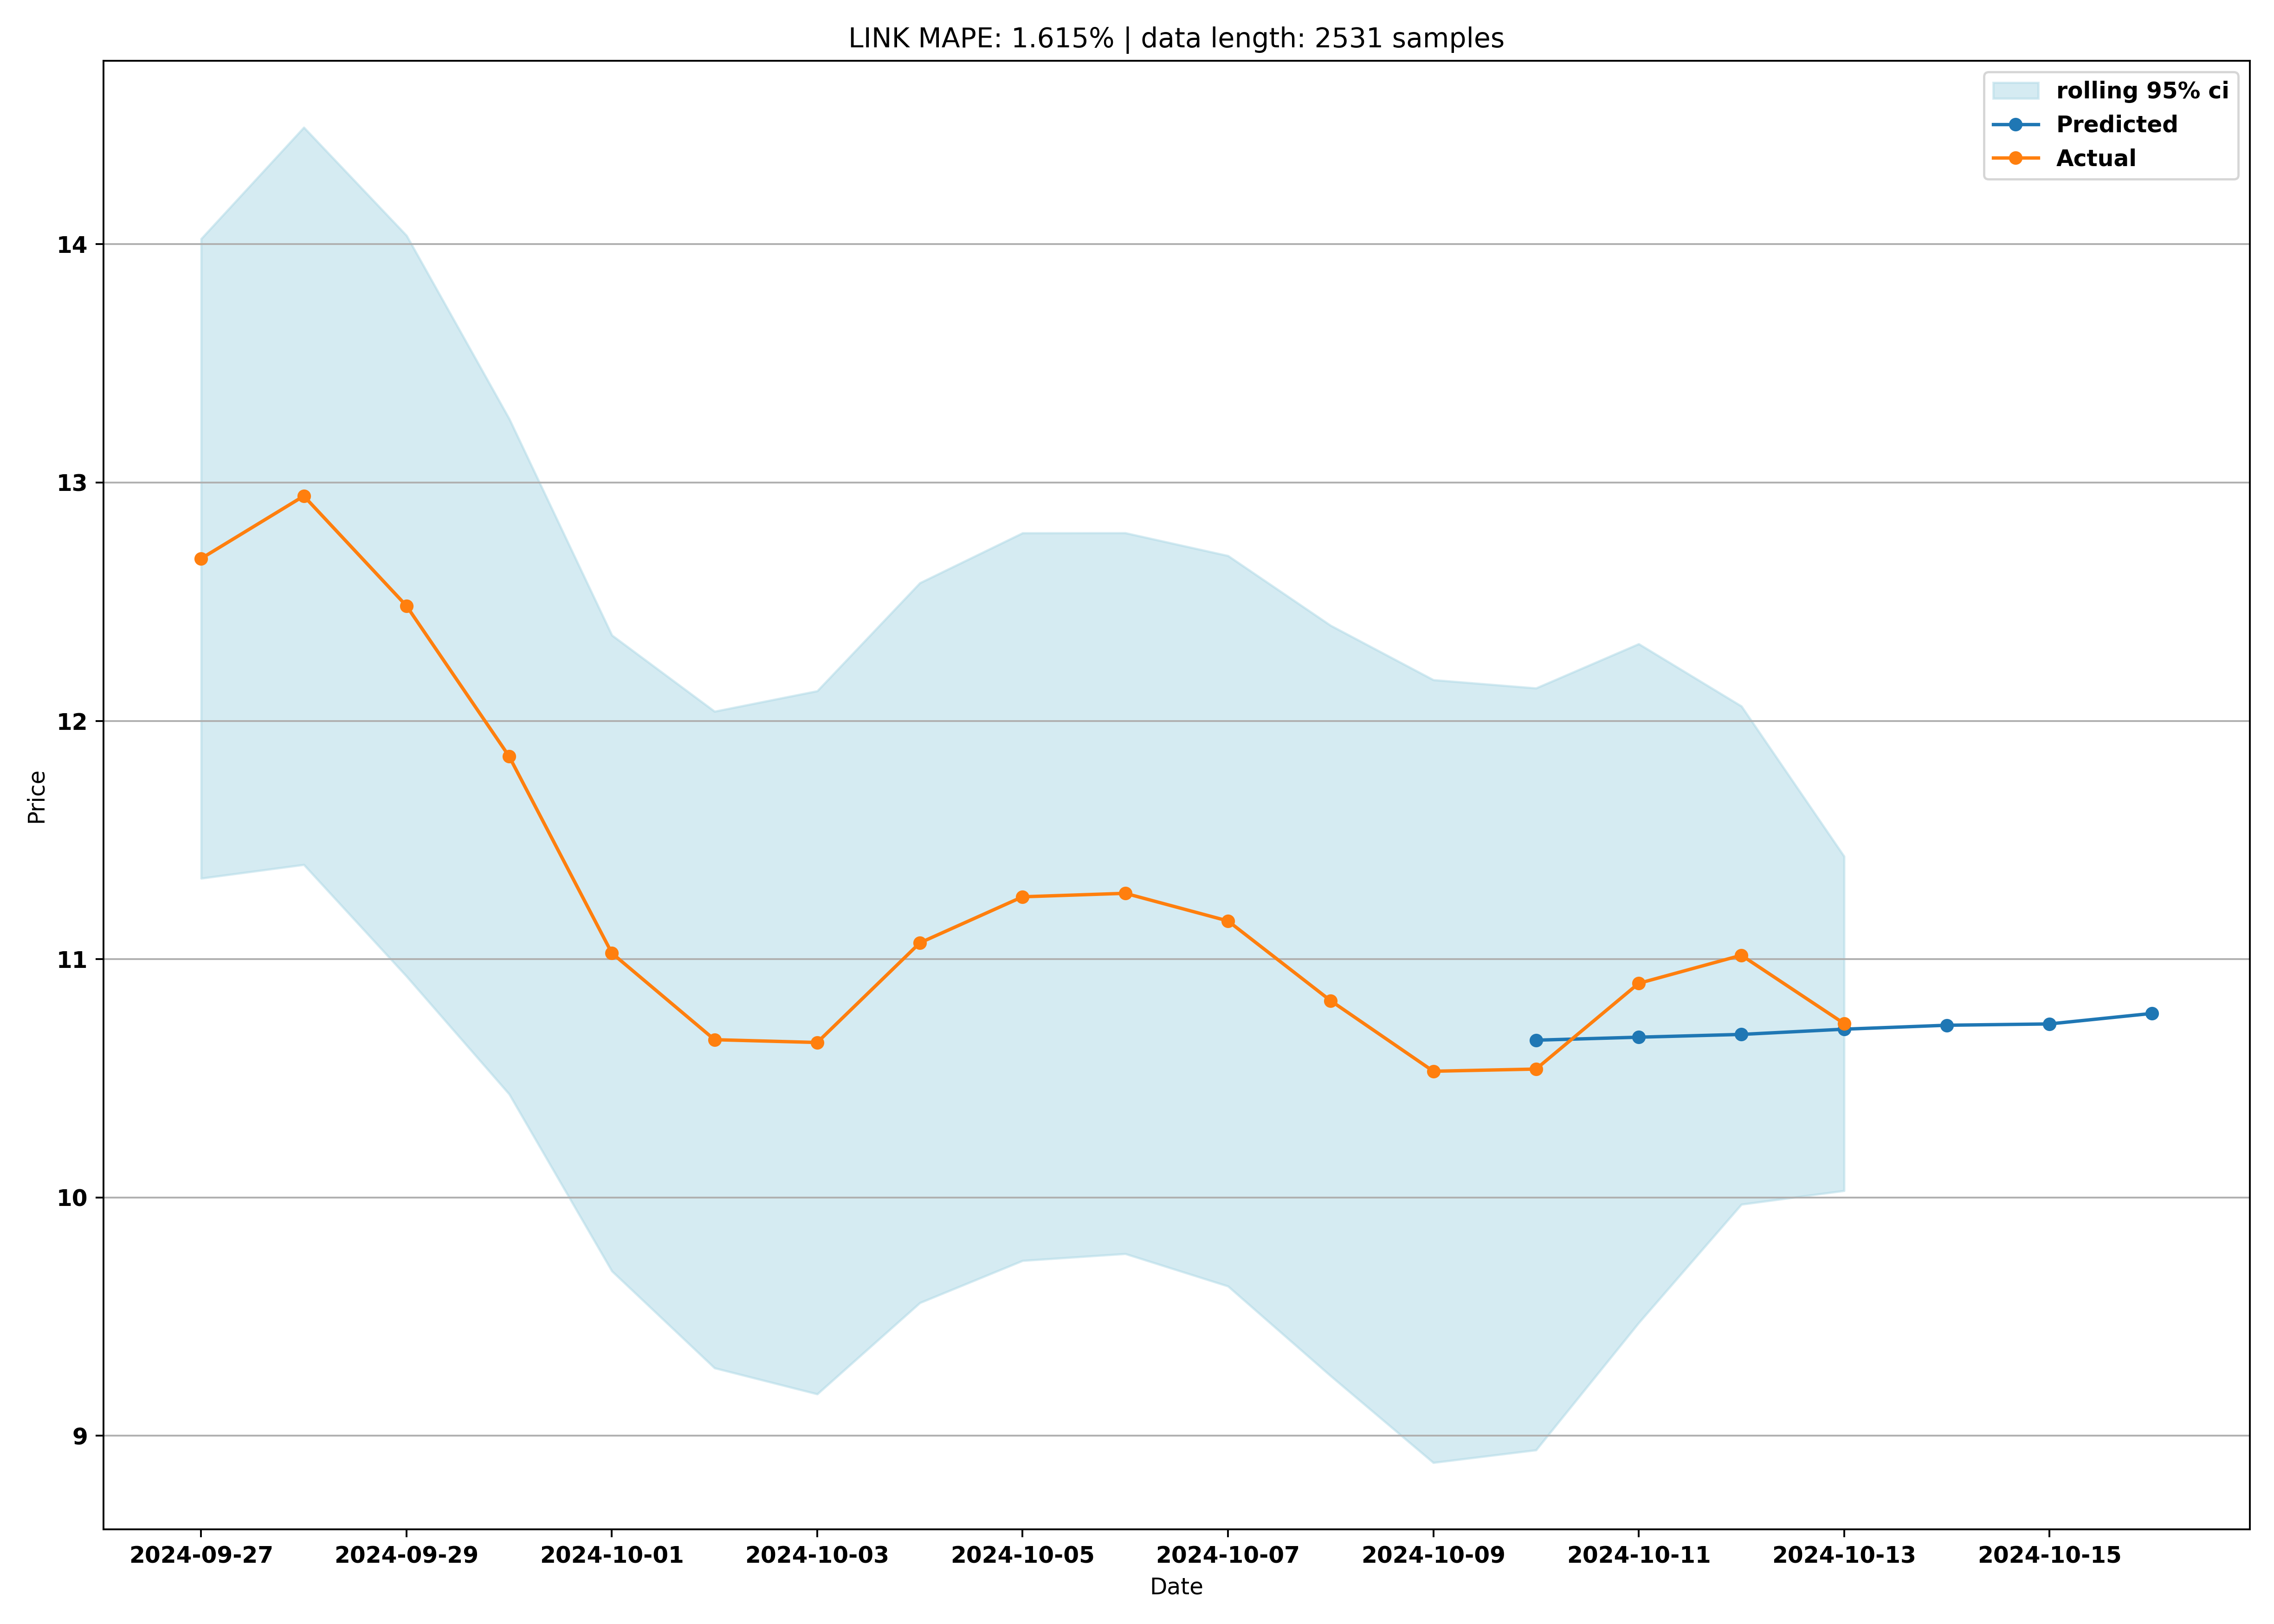 LINK MAPE: 1.615% | data length: 2531 samples
rolling 95% ci
Predicted
Actual
14
13
12
11
10
9
Price
2024-09-27 2024-09-29 2024-10-01 2024-10-03 2024-10-05 2024-10-07 2024-10-09 2024-10-11 2024-10-13 2024-10-15
Date